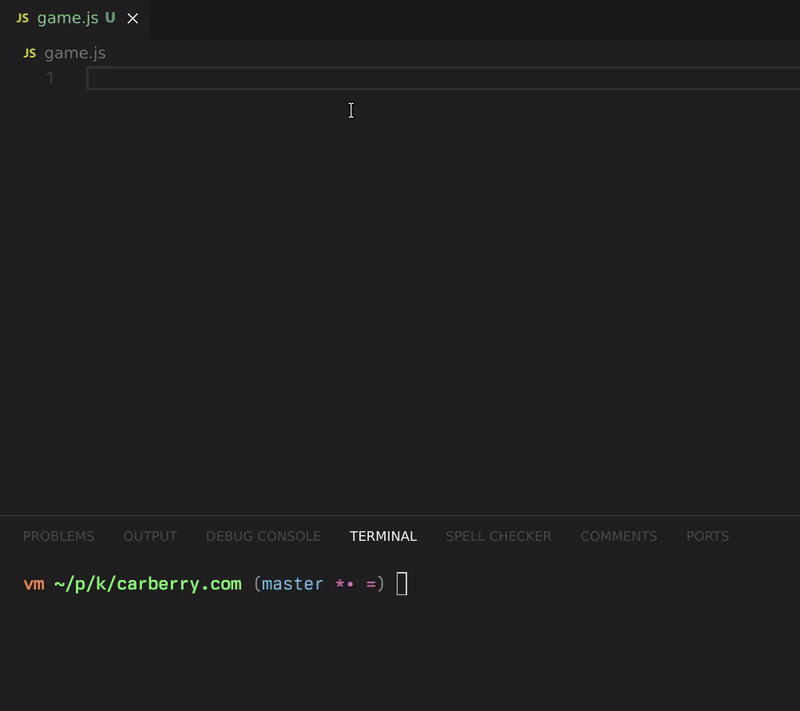 JS game.js U ×
JS game.js
1
PROBLEMS OUTPUT DEBUG CONSOLE TERMINAL SPELL CHECKER COMMENTS PORTS
vm ~/p/k/carberry.com (master *• =)